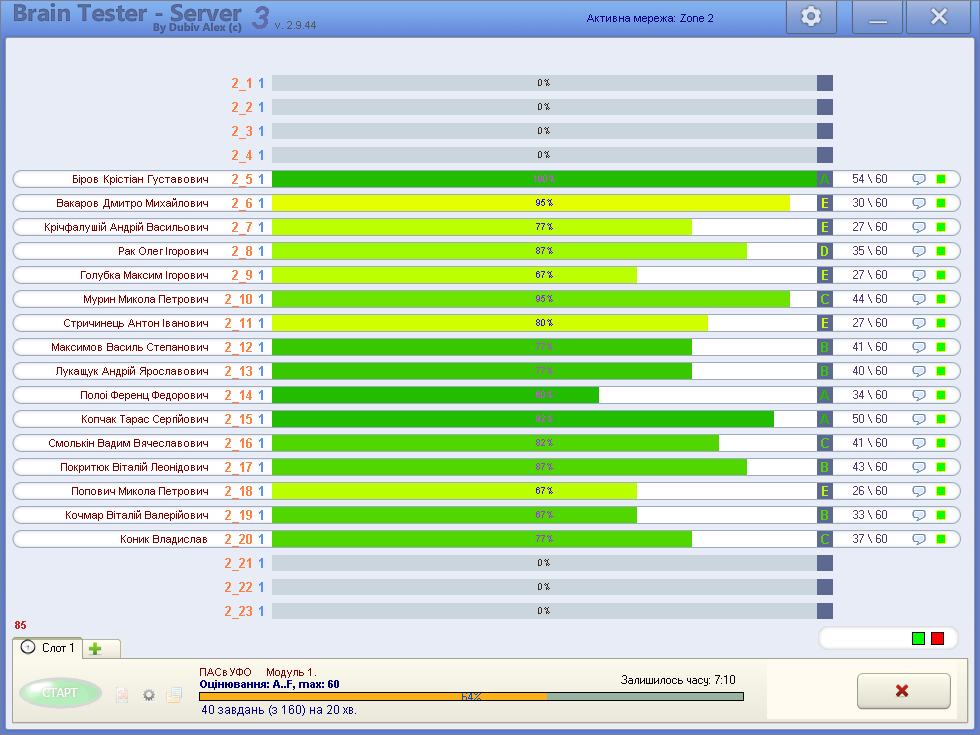 Brain Tester - Server 3 v. 2.9.44
By Dubiv Alex (c)
Активна мережа: Zone 2
2_1 1 0%
2_2 1 0%
2_3 1 0%
2_4 1 0%
Біров Крістіан Густавович 2_5 1 100% A 54 \ 60
Вакаров Дмитро Михайлович 2_6 1 95% E 30 \ 60
Крічфалушій Андрій Васильович 2_7 1 77% E 27 \ 60
Рак Олег Ігорович 2_8 1 87% D 35 \ 60
Голубка Максим Ігорович 2_9 1 67% E 27 \ 60
Мурин Микола Петрович 2_10 1 95% C 44 \ 60
Стричинець Антон Іванович 2_11 1 80% E 27 \ 60
Максимов Василь Степанович 2_12 1 77% B 41 \ 60
Лукащук Андрій Ярославович 2_13 1 77% B 40 \ 60
Полоі Ференц Федорович 2_14 1 60% A 34 \ 60
Копчак Тарас Сергійович 2_15 1 92% A 50 \ 60
Смолькін Вадим Вячеславович 2_16 1 82% C 41 \ 60
Покритюк Віталій Леонідович 2_17 1 87% B 43 \ 60
Попович Микола Петрович 2_18 1 67% E 26 \ 60
Кочмар Віталій Валерійович 2_19 1 67% B 33 \ 60
Коник Владислав 2_20 1 77% C 37 \ 60
2_21 1 0%
2_22 1 0%
2_23 1 0%
85
Слот 1
ПАСвУФО Модуль 1.
Оцінювання: A..F, max: 60
Залишилось часу: 7:10
СТАРТ
64%
40 завдань (з 160) на 20 хв.